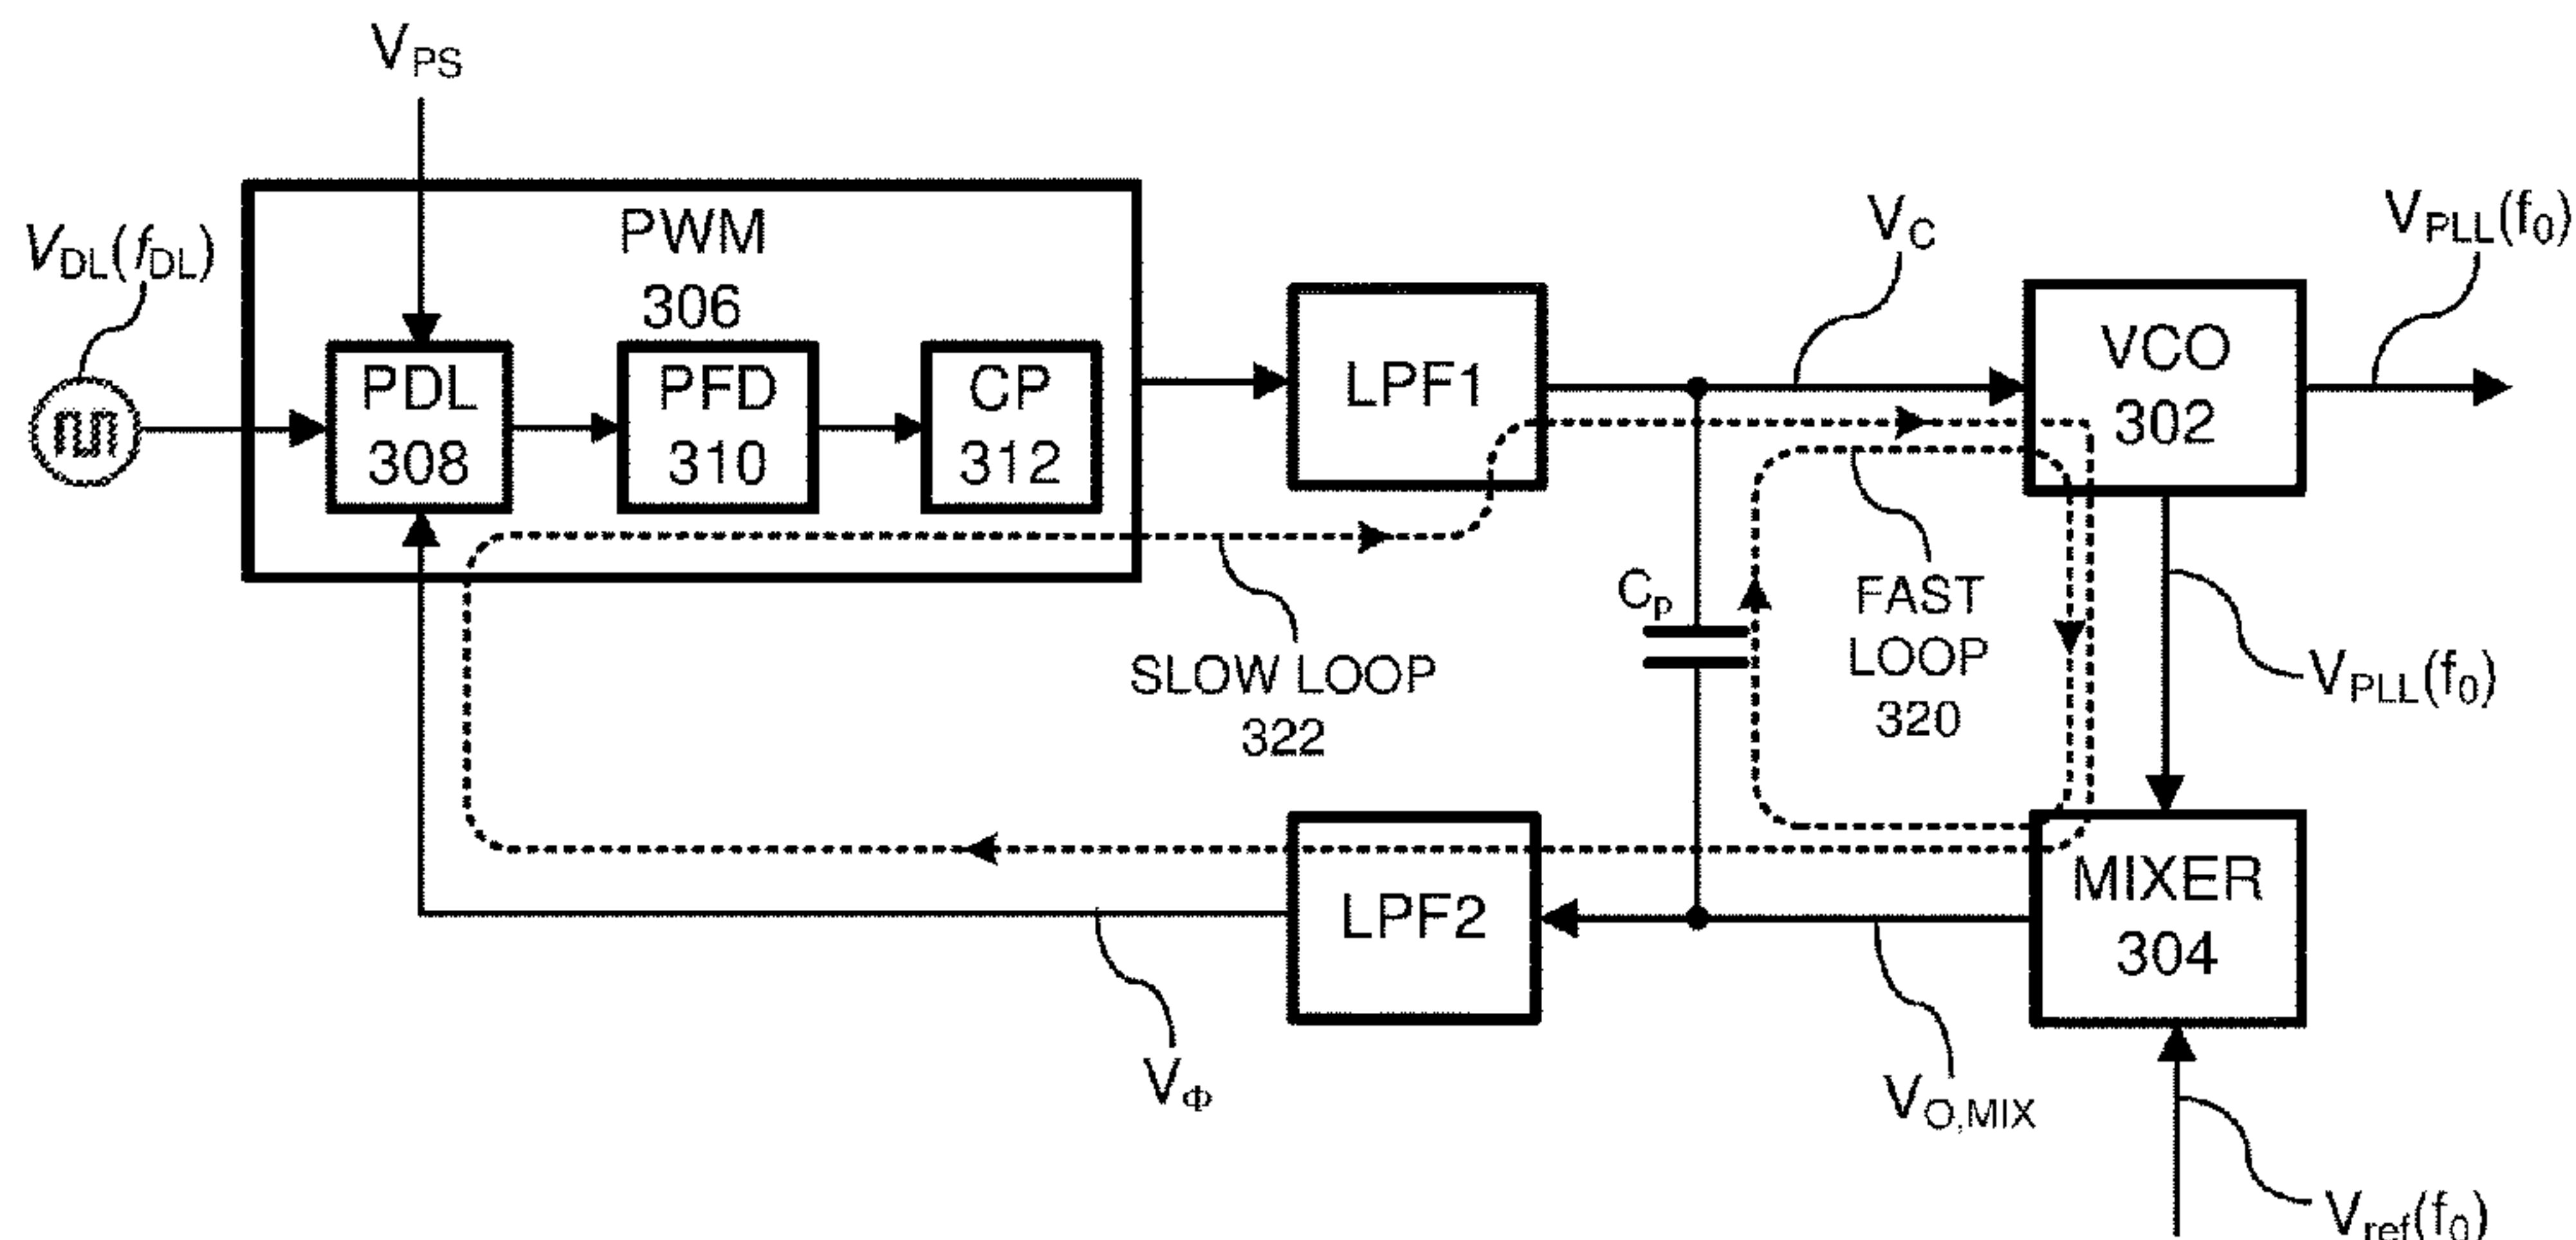 V_PS
V_DL(f_DL)
PWM
306
PDL
308
PFD
310
CP
312
LPF1
V_C
VCO
302
V_PLL(f_0)
SLOW LOOP
322
C_p
FAST
LOOP
320
V_PLL(f_0)
LPF2
MIXER
304
V_Φ
V_O,MIX
V_ref(f_0)